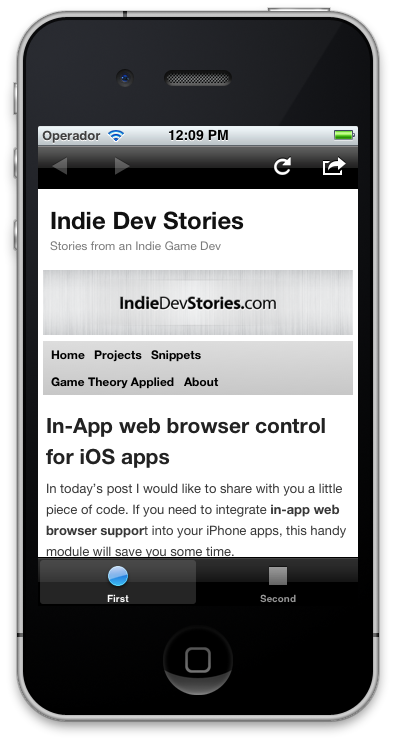 Operador 12:09 PM
Indie Dev Stories
Stories from an Indie Game Dev
IndieDevStories.com
Home Projects Snippets
Game Theory Applied About
In-App web browser control
for iOS apps
In today's post I would like to share with you a little
piece of code. If you need to integrate in-app web
browser support into your iPhone apps, this handy
module will save you some time.
First Second